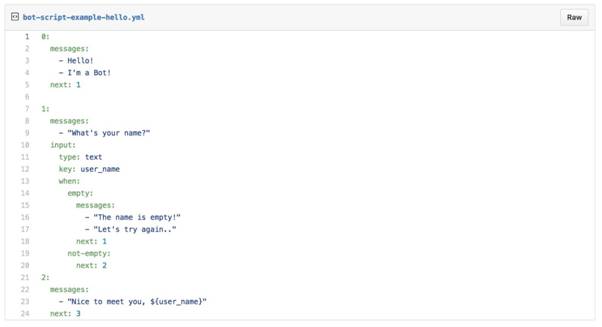 bot-script-example-hello.yml Raw
1 0:
2 messages:
3 - Hello!
4 - I'm a Bot!
5 next: 1
6
7 1:
8 messages:
9 - "What's your name?"
10 input:
11 type: text
12 key: user_name
13 when:
14 empty:
15 messages:
16 - "The name is empty!"
17 - "Let's try again.."
18 next: 1
19 not-empty:
20 next: 2
21 2:
22 messages:
23 - "Nice to meet you, ${user_name}"
24 next: 3